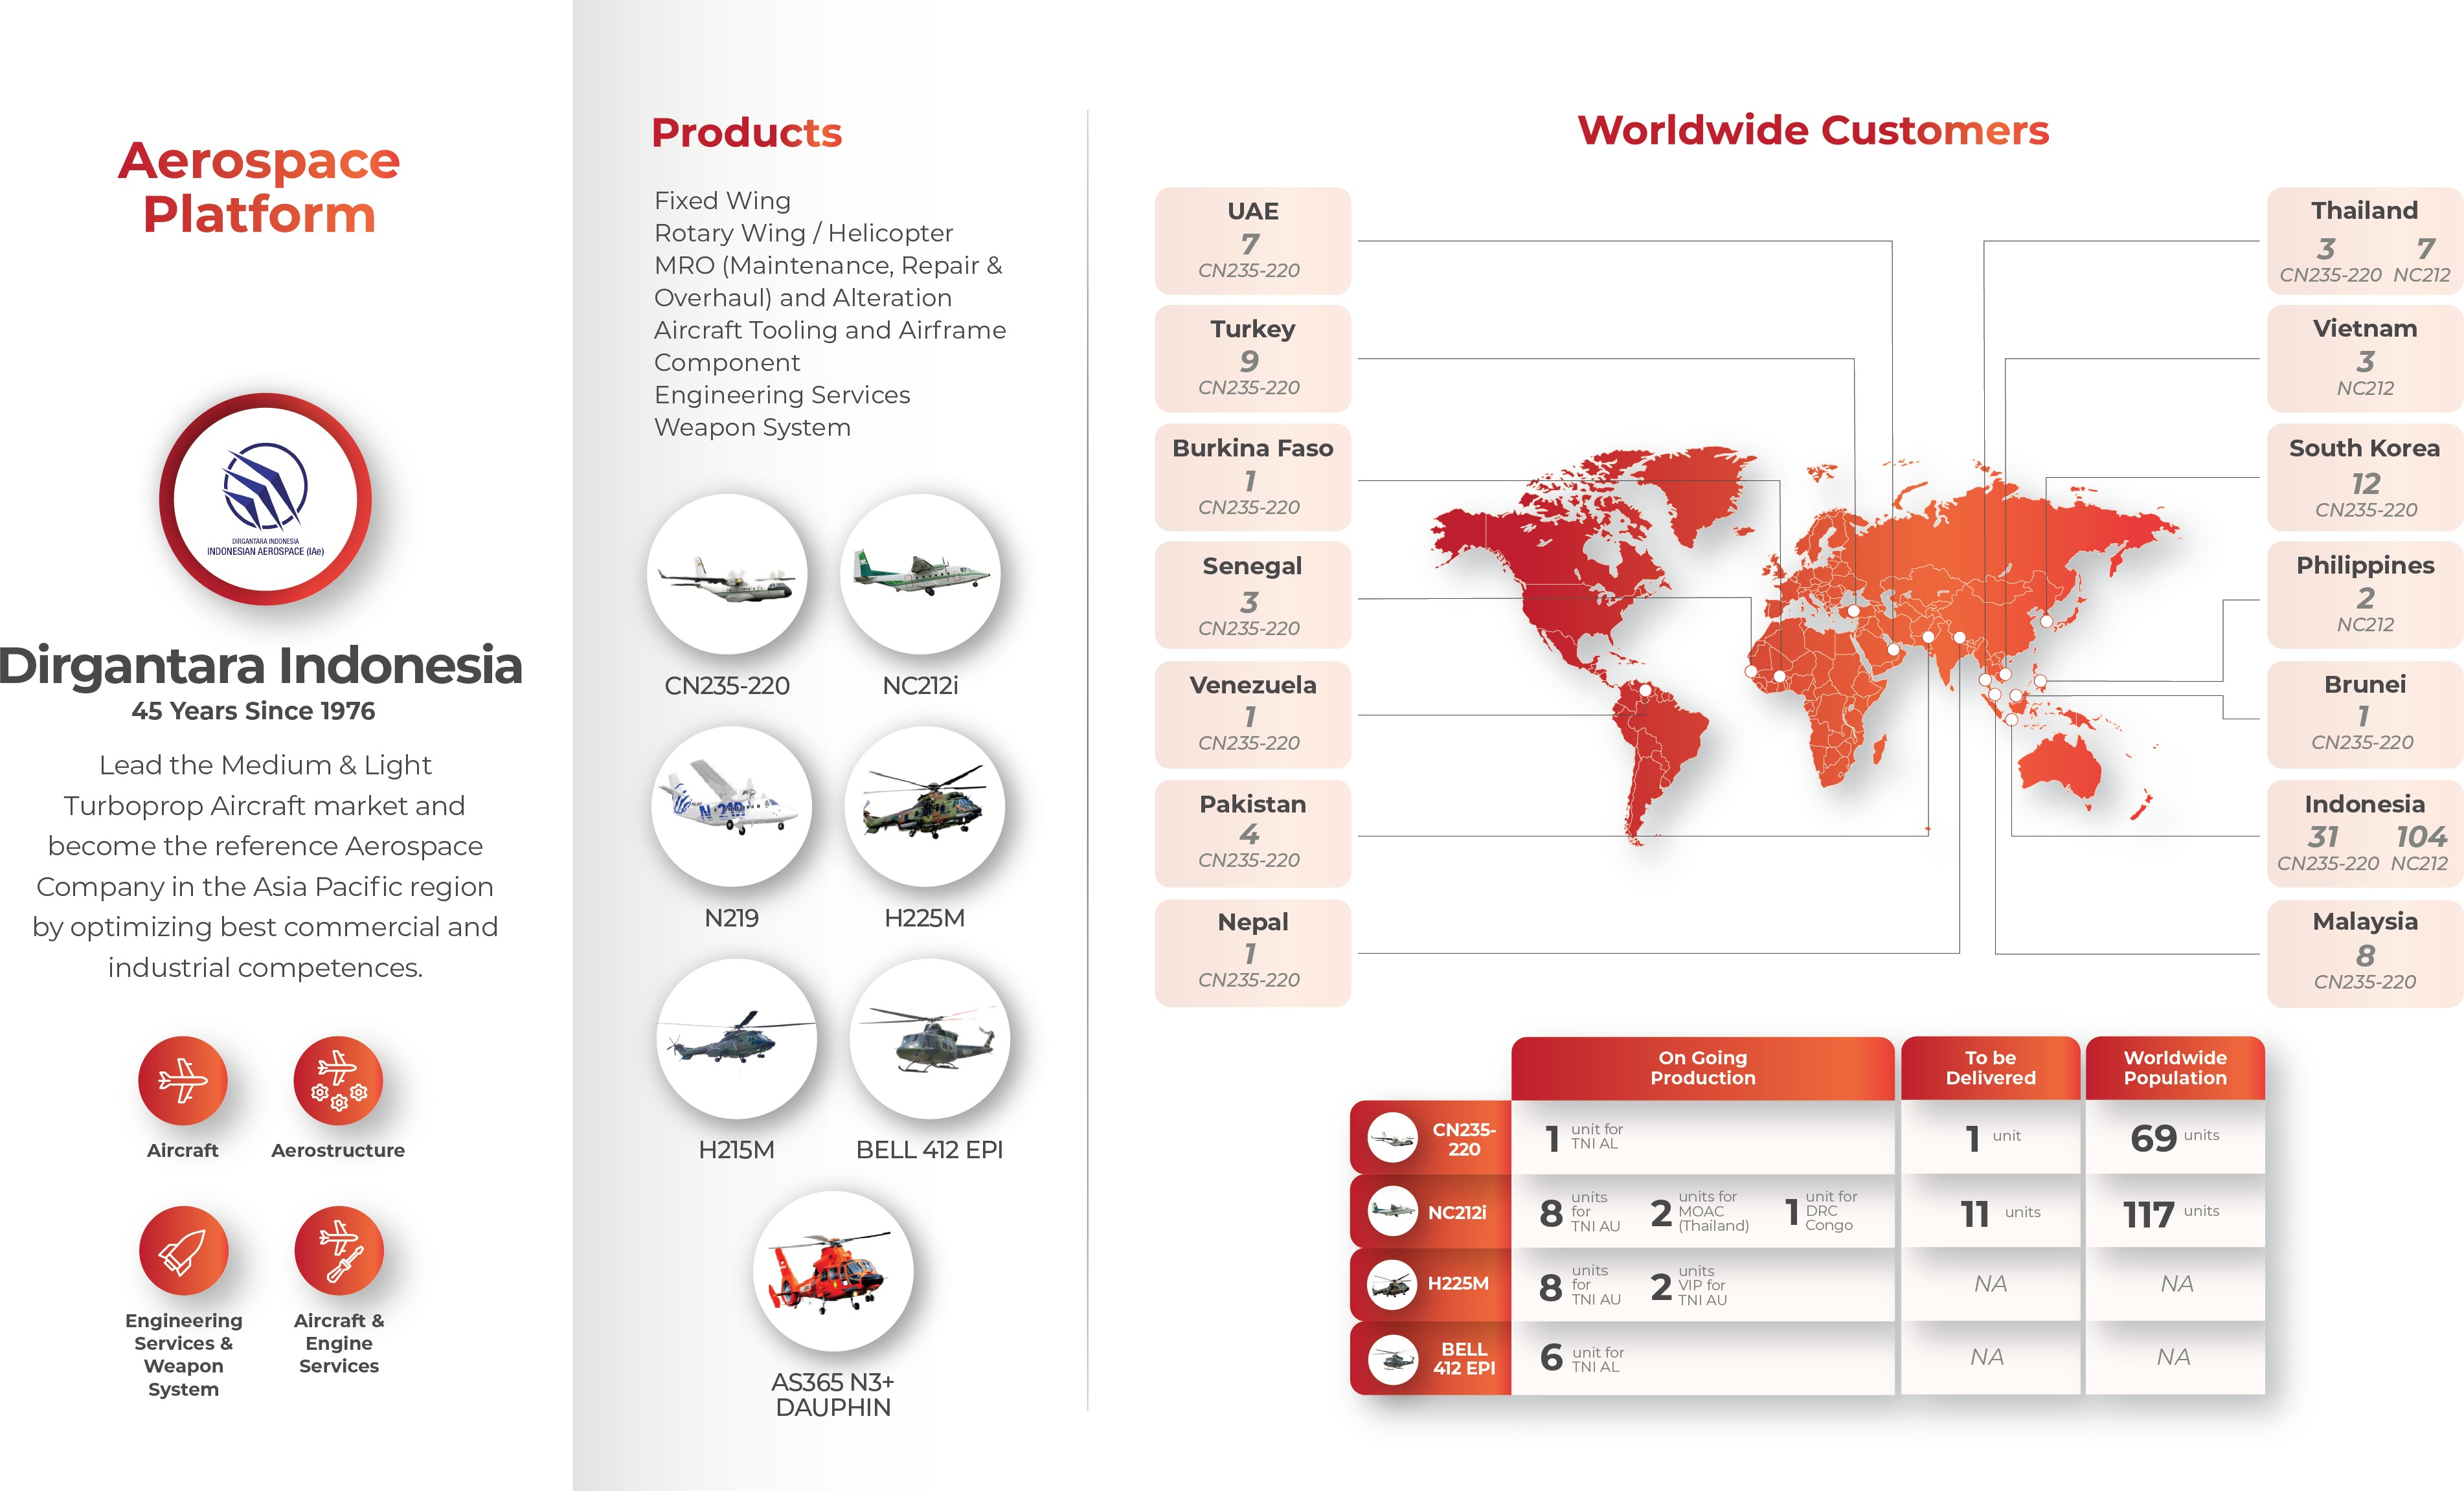 Aerospace
Platform
DIRGANTARA INDONESIA
INDONESIAN AEROSPACE (IAe)
Dirgantara Indonesia
45 Years Since 1976
Lead the Medium & Light
Turboprop Aircraft market and
become the reference Aerospace
Company in the Asia Pacific region
by optimizing best commercial and
industrial competences.
Aircraft
Aerostructure
Engineering
Services &
Weapon
System
Aircraft &
Engine
Services
Products
Fixed Wing
Rotary Wing / Helicopter
MRO (Maintenance, Repair &
Overhaul) and Alteration
Aircraft Tooling and Airframe
Component
Engineering Services
Weapon System
CN235-220
NC212i
N219
N219
H225M
H215M
BELL 412 EPI
AS365 N3+
DAUPHIN
Worldwide Customers
UAE
7
CN235-220
Turkey
9
CN235-220
Burkina Faso
1
CN235-220
Senegal
3
CN235-220
Venezuela
1
CN235-220
Pakistan
4
CN235-220
Nepal
1
CN235-220
Thailand
3 7
CN235-220 NC212
Vietnam
3
NC212
South Korea
12
CN235-220
Philippines
2
NC212
Brunei
1
CN235-220
Indonesia
31 104
CN235-220 NC212
Malaysia
8
CN235-220
On Going
Production
To be
Delivered
Worldwide
Population
CN235-
220
1 unit for
TNI AL
1 unit
69 units
NC212i
8 units
for
TNI AU
2 units for
MOAC
(Thailand)
1 unit for
DRC
Congo
11 units
117 units
H225M
8 units
for
TNI AU
2 units
VIP for
TNI AU
NA
NA
BELL
412 EPI
6 unit for
TNI AL
NA
NA